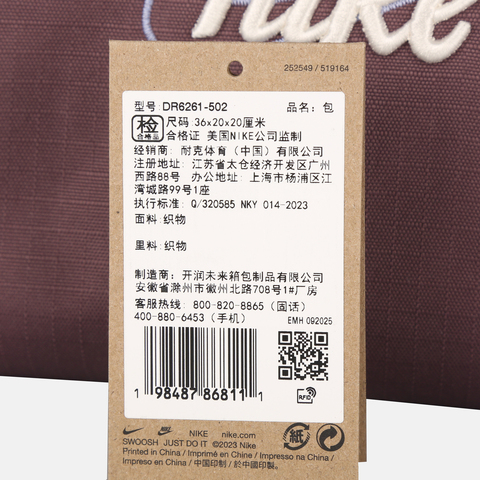 nike
252549 / 519164
型号 DR6261-502 品名：包
检 合格品 尺码 36x20x20厘米
合格证 美国NIKE公司监制
经销商： 耐克体育（中国）有限公司
注册地址：江苏省太仓经济开发区广州
西路88号 办公地址：上海市杨浦区江
湾城路99号1座
执行标准：Q/320585 NKY 014-2023
面料:织物
里料:织物
制造商：开润未来箱包制品有限公司
安徽省滁州市徽州北路708号1#厂房
客服热线：800-820-8865（固话）
400-880-6453（手机）
EMH 092025
1 98487 86811 1
RFID
NIKE nike.com
SWOOSH JUST DO IT ©2023 Nike
Printed in China / Imprimé en Chine /
Impreso en China / Impresso na China /
Impresso em China / 中国印制 / 於中國印製。